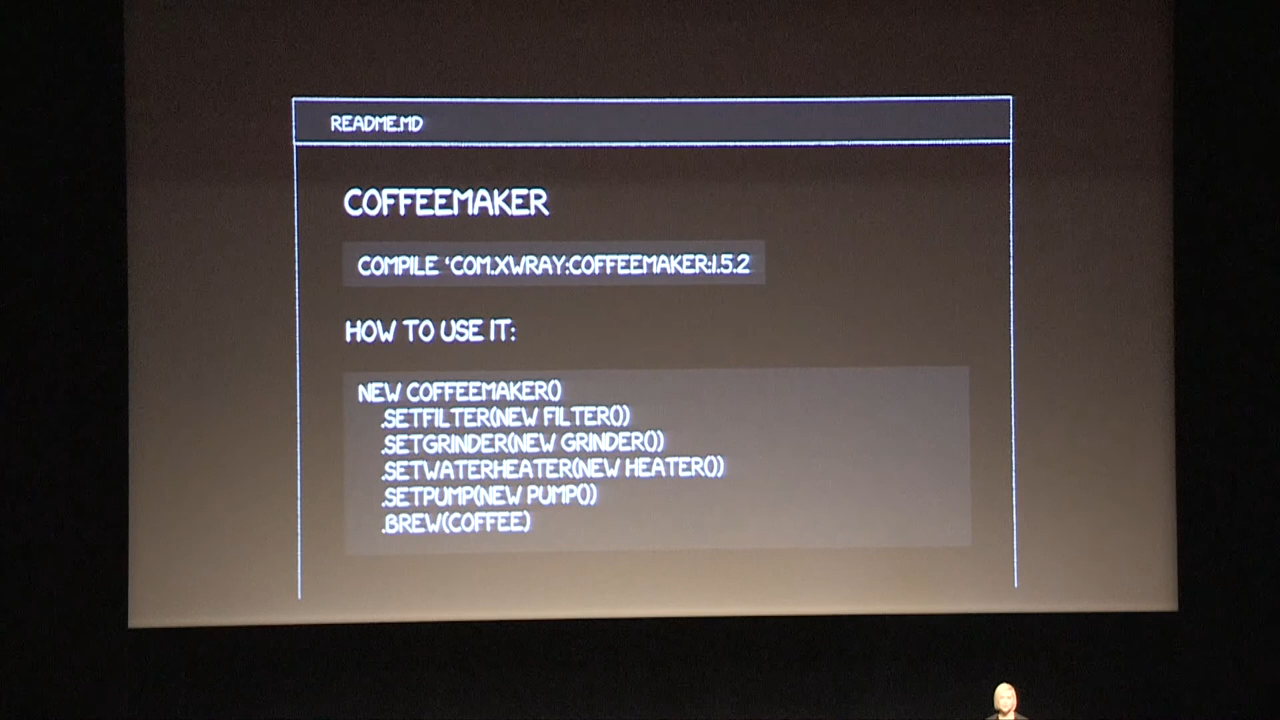 README.MD
COFFEEMAKER
COMPILE ‘COM.XWRAY:COFFEEMAKER:1.5.2
HOW TO USE IT:
NEW COFFEEMAKER()
.SETFILTER(NEW FILTER())
.SETGRINDER(NEW GRINDER())
.SETWATERHEATER(NEW HEATER())
.SETPUMP(NEW PUMP())
.BREW(COFFEE)